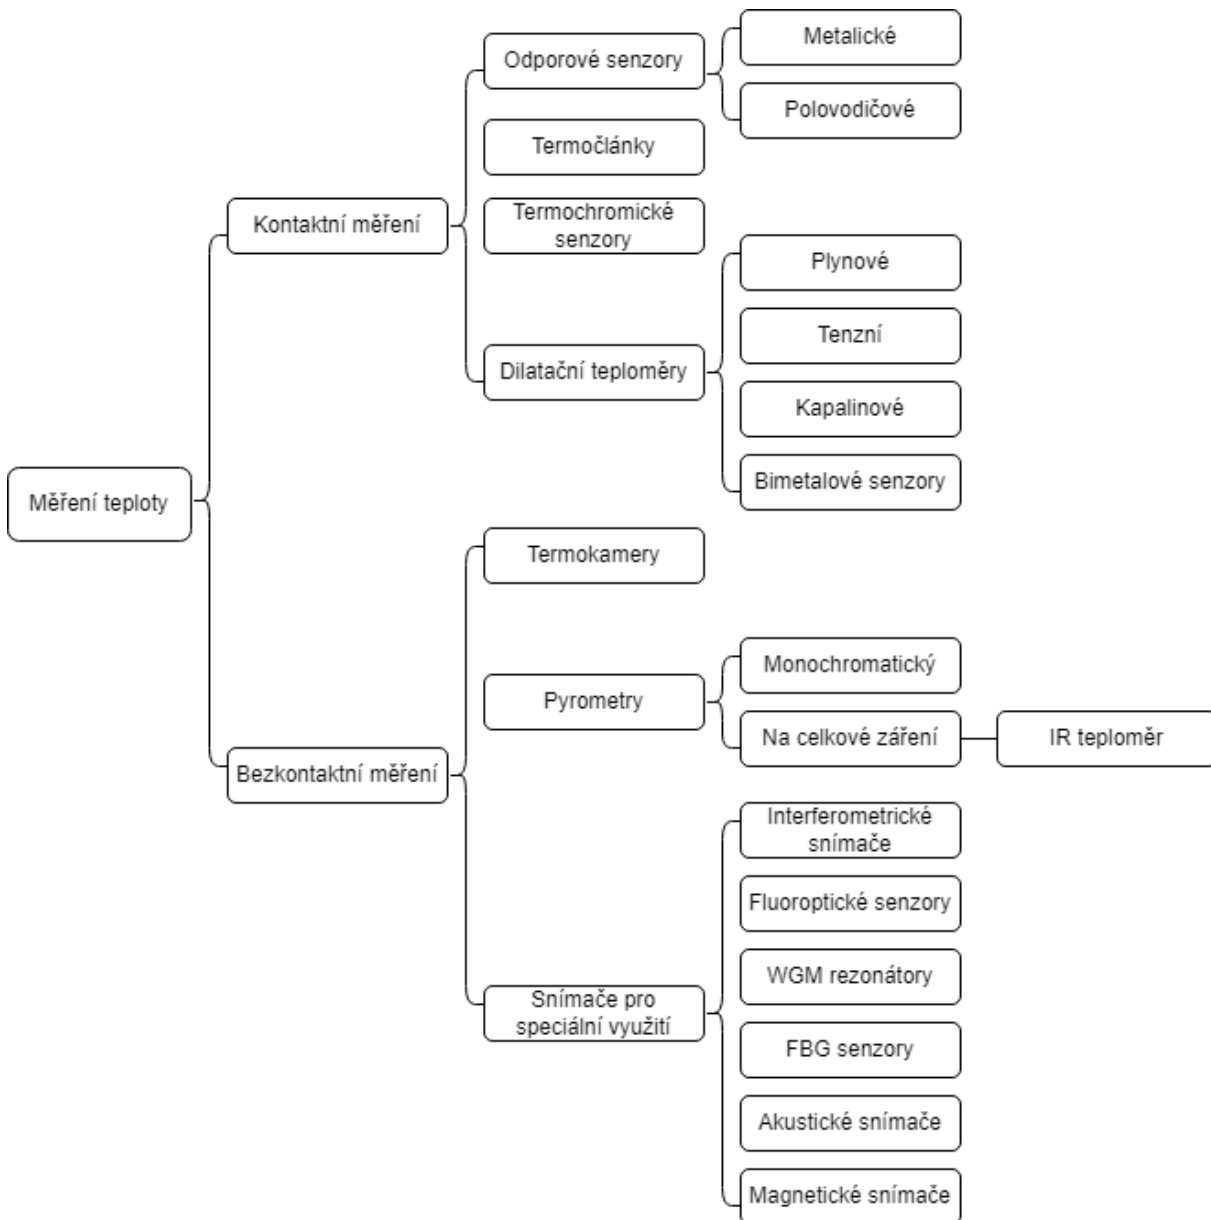 Měření teploty
Kontaktní měření
Odporové senzory
Metalické
Polovodičové
Termočlánky
Termochromické
senzory
Dilatační teploměry
Plynové
Tenzní
Kapalinové
Bimetalové senzory
Bezkontaktní měření
Termokamery
Pyrometry
Monochromatický
Na celkové záření
IR teploměr
Snímače pro
speciální využití
Interferometrické
snímače
Fluoroptické senzory
WGM rezonátory
FBG senzory
Akustické snímače
Magnetické snímače